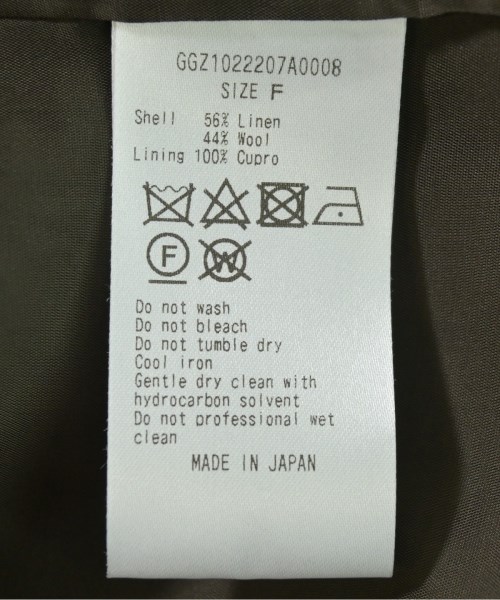 GGZ1022207A0008
SIZE F
Shell 56% Linen
44% Wool
Lining 100% Cupro
F W
Do not wash
Do not bleach
Do not tumble dry
Cool iron
Gentle dry clean with
hydrocarbon solvent
Do not professional wet
clean
MADE IN JAPAN